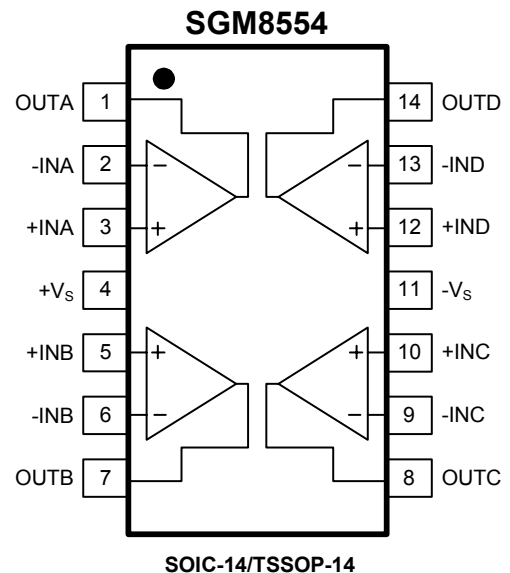 SGM8554
OUTA 1 14 OUTD
-INA 2 − − 13 -IND
+INA 3 + + 12 +IND
+VS 4 11 -VS
+INB 5 + + 10 +INC
-INB 6 − − 9 -INC
OUTB 7 8 OUTC
SOIC-14/TSSOP-14